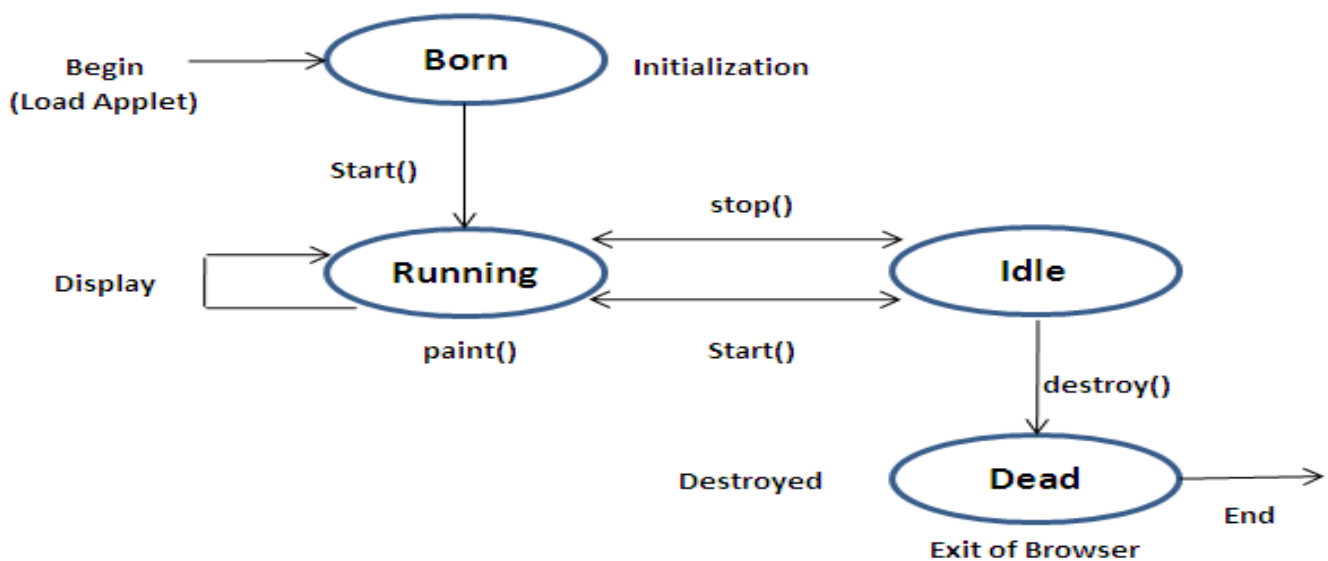 Born
Begin
(Load Applet)
Initialization
Start()
stop()
Running
Idle
Display
paint()
Start()
destroy()
Destroyed
Dead
End
Exit of Browser